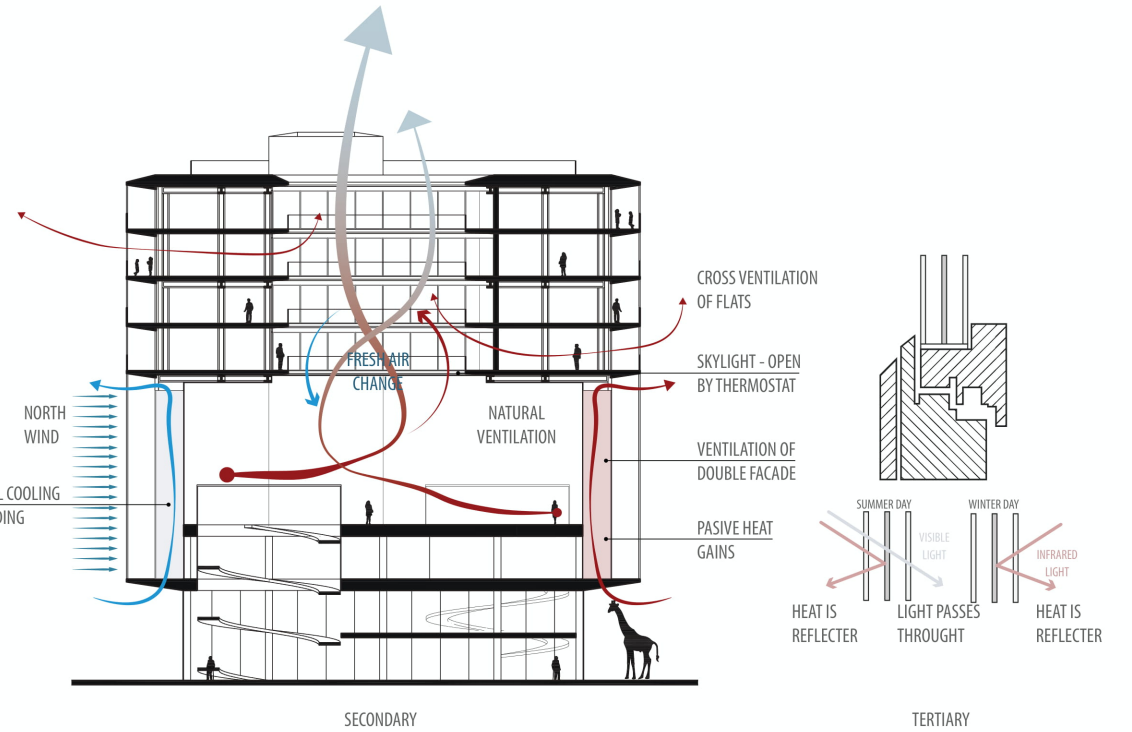 CROSS VENTILATION
OF FLATS
FRESH AIR
CHANGE
SKYLIGHT - OPEN
BY THERMOSTAT
NORTH
WIND
NATURAL
VENTILATION
VENTILATION OF
DOUBLE FACADE
COOLING
PASIVE HEAT
GAINS
SUMMER DAY
WINTER DAY
VISIBLE
LIGHT
INFRARED
LIGHT
HEAT IS
REFLECTER
LIGHT PASSES
THROUGHT
HEAT IS
REFLECTER
SECONDARY
TERTIARY